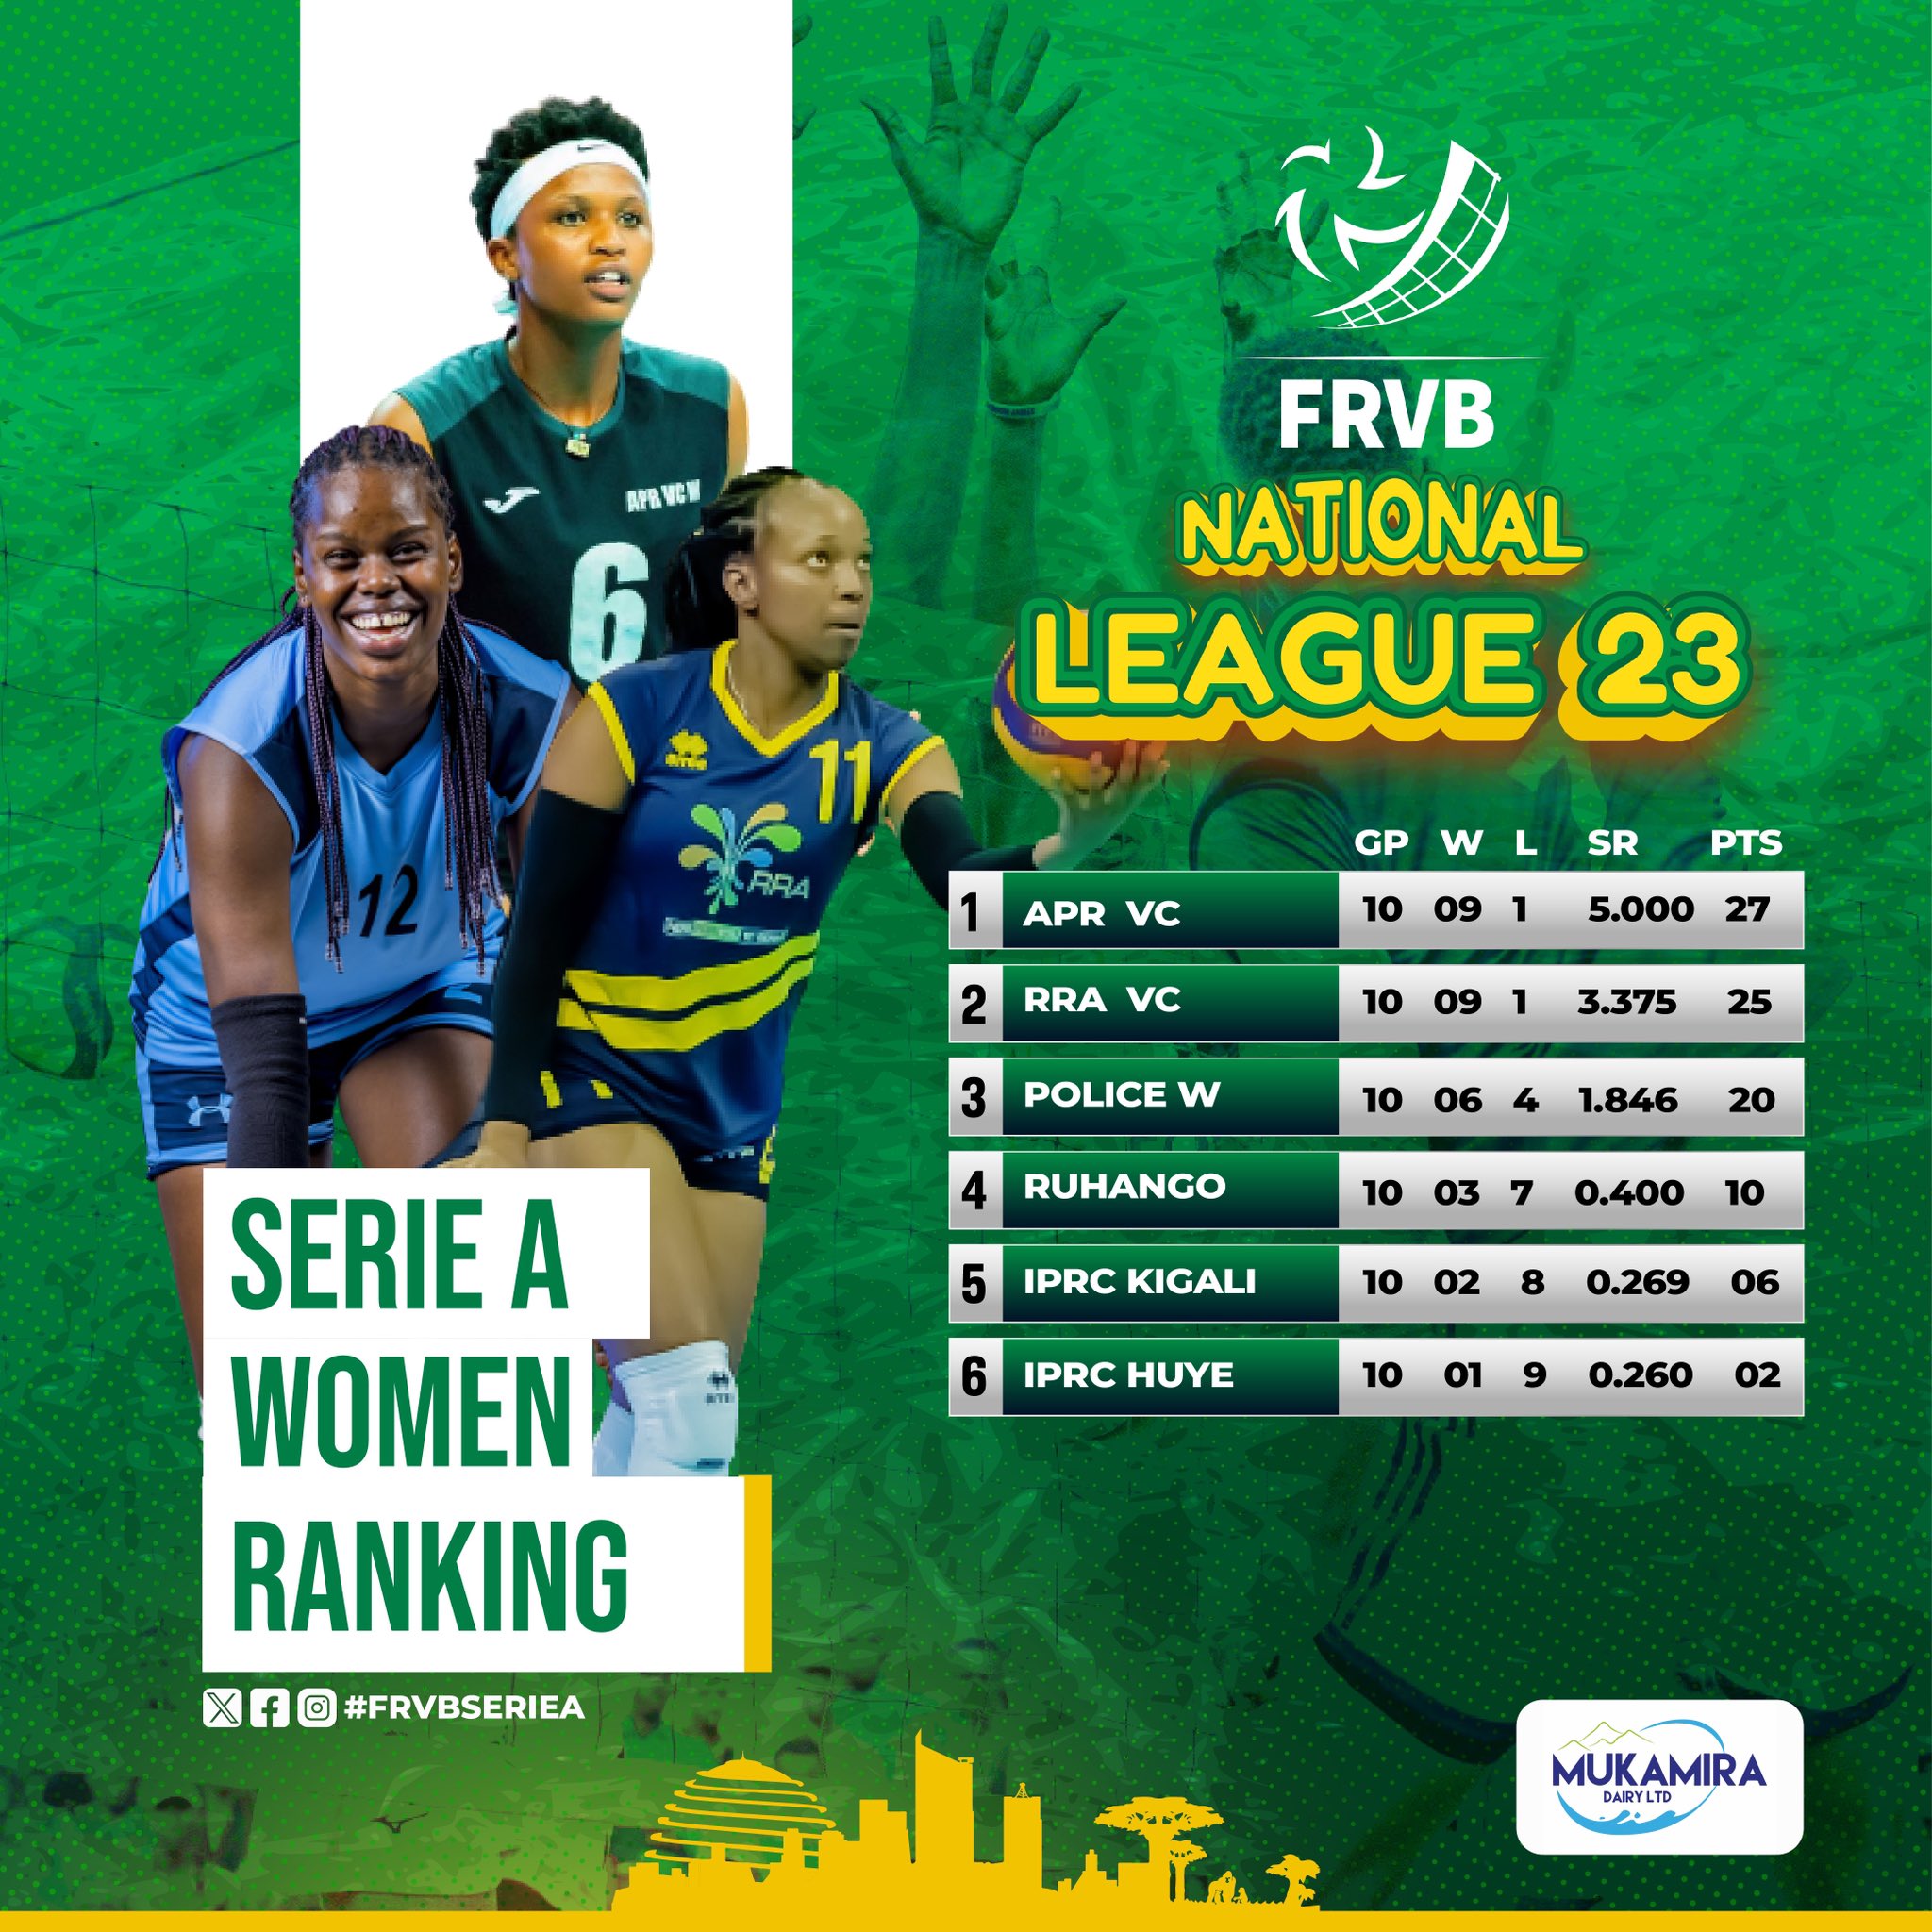 APR VC W
6
11
RRA
12
FRVB
NATIONAL
LEAGUE 23
GP W L SR PTS
1 APR VC 10 09 1 5.000 27
2 RRA VC 10 09 1 3.375 25
3 POLICE W 10 06 4 1.846 20
4 RUHANGO 10 03 7 0.400 10
5 IPRC KIGALI 10 02 8 0.269 06
6 IPRC HUYE 10 01 9 0.260 02
SERIE A
WOMEN
RANKING
#FRVBSERIEA
MUKAMIRA
DAIRY LTD